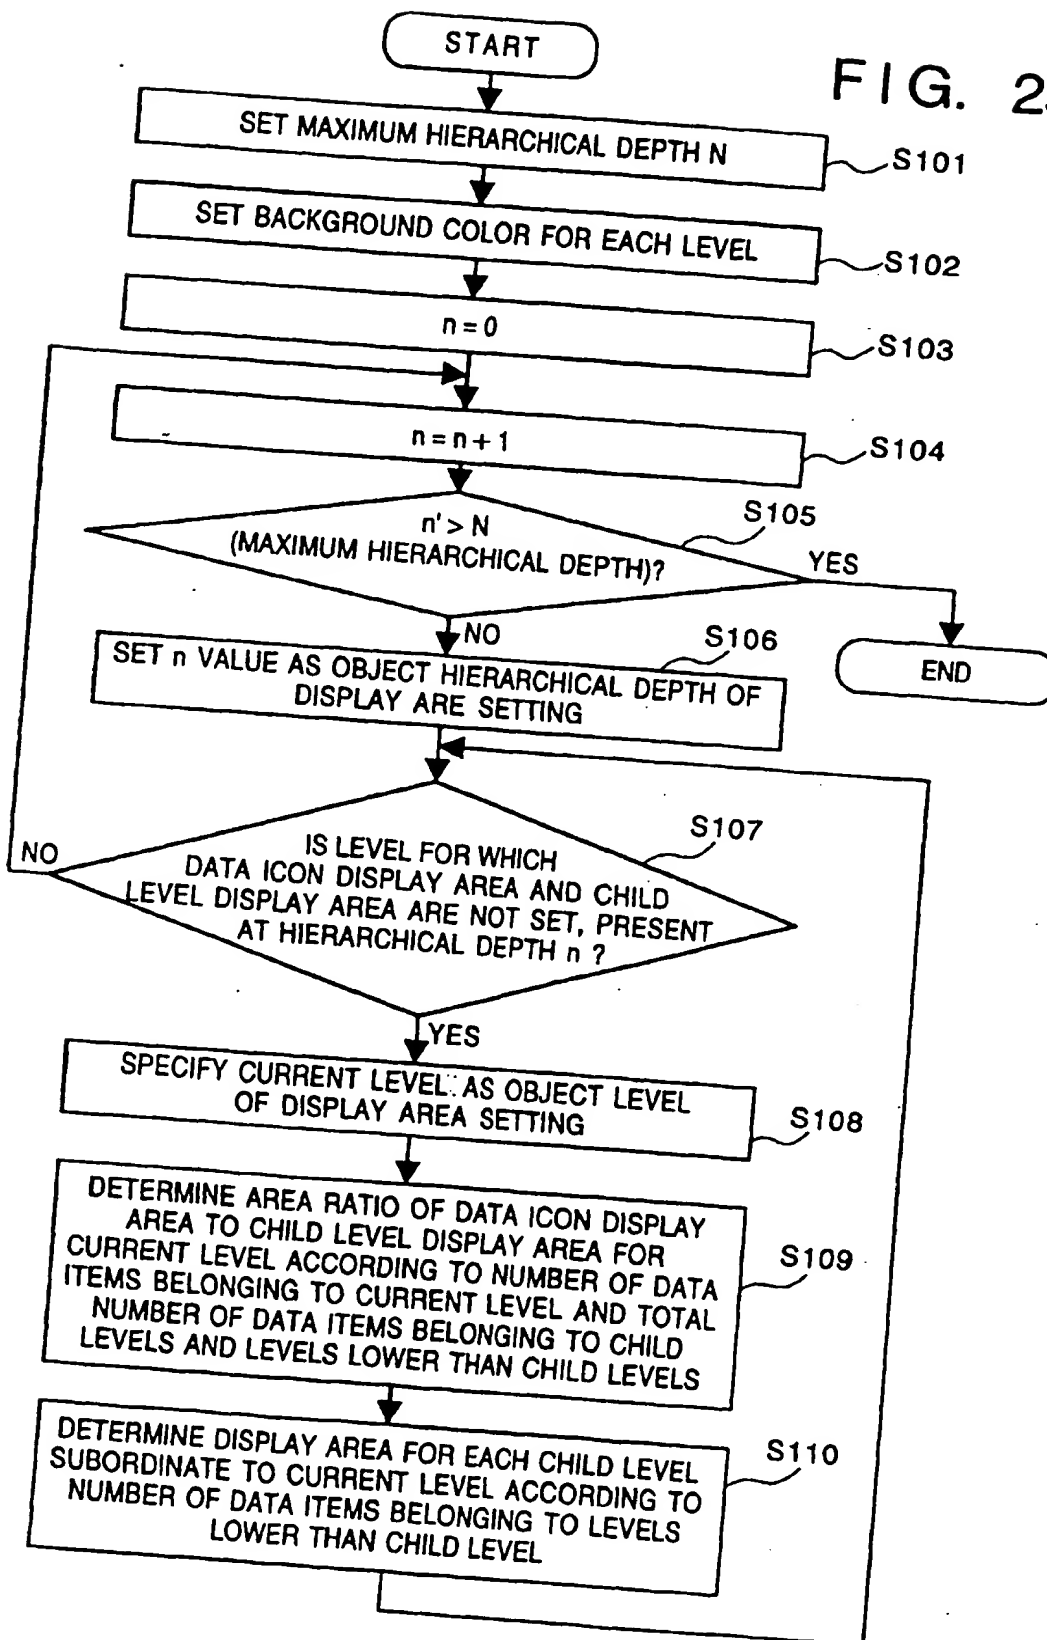 START
FIG. 2
SET MAXIMUM HIERARCHICAL DEPTH N
S101
SET BACKGROUND COLOR FOR EACH LEVEL
S102
n = 0
S103
n = n + 1
S104
n' > N
(MAXIMUM HIERARCHICAL DEPTH)?
S105
YES
NO
END
S106
SET n VALUE AS OBJECT HIERARCHICAL DEPTH OF
DISPLAY ARE SETTING
S107
IS LEVEL FOR WHICH
DATA ICON DISPLAY AREA AND CHILD
LEVEL DISPLAY AREA ARE NOT SET, PRESENT
AT HIERARCHICAL DEPTH n ?
NO
YES
SPECIFY CURRENT LEVEL AS OBJECT LEVEL
OF DISPLAY AREA SETTING
S108
DETERMINE AREA RATIO OF DATA ICON DISPLAY
AREA TO CHILD LEVEL DISPLAY AREA FOR
CURRENT LEVEL ACCORDING TO NUMBER OF DATA
ITEMS BELONGING TO CURRENT LEVEL AND TOTAL
NUMBER OF DATA ITEMS BELONGING TO CHILD
LEVELS AND LEVELS LOWER THAN CHILD LEVELS
S109
DETERMINE DISPLAY AREA FOR EACH CHILD LEVEL
SUBORDINATE TO CURRENT LEVEL ACCORDING TO
NUMBER OF DATA ITEMS BELONGING TO LEVELS
LOWER THAN CHILD LEVEL
S110